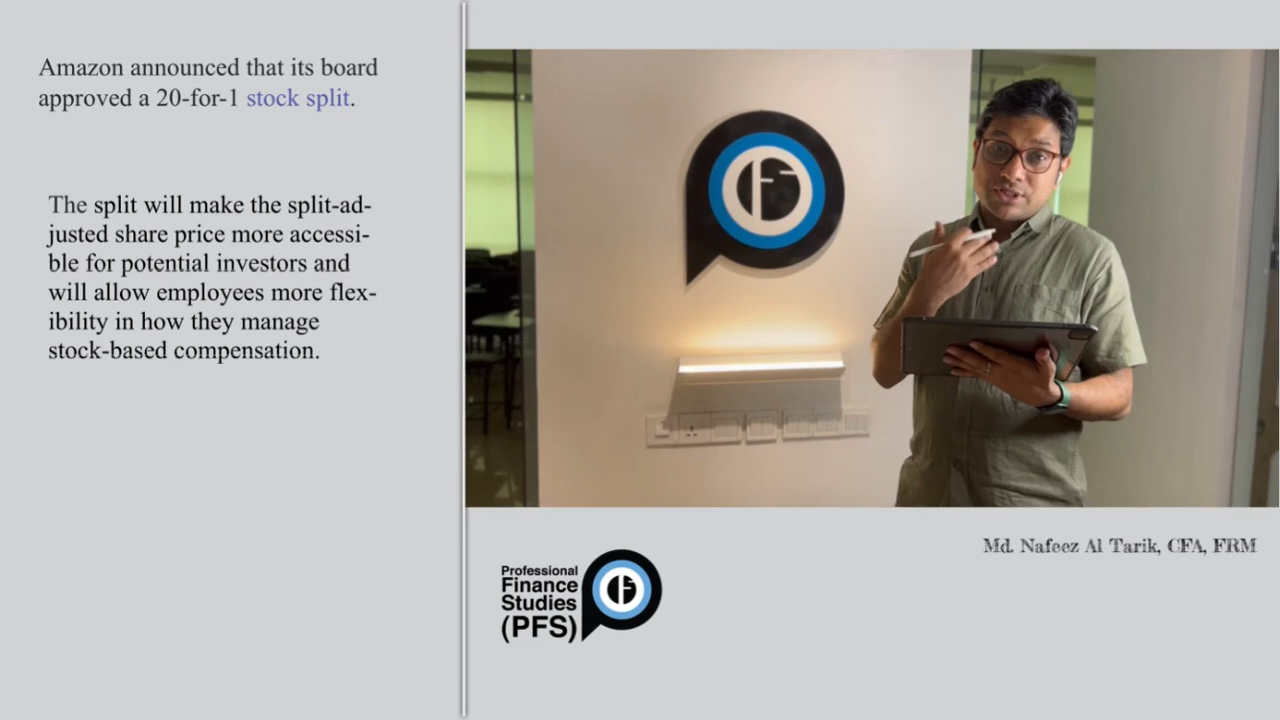 Amazon announced that its board
approved a 20-for-1 stock split.
The split will make the split-ad-
justed share price more accessi-
ble for potential investors and
will allow employees more flex-
ibility in how they manage
stock-based compensation.
Md. Nafeez Al Tarik, CFA, FRM
Professional
Finance
Studies
(PFS)